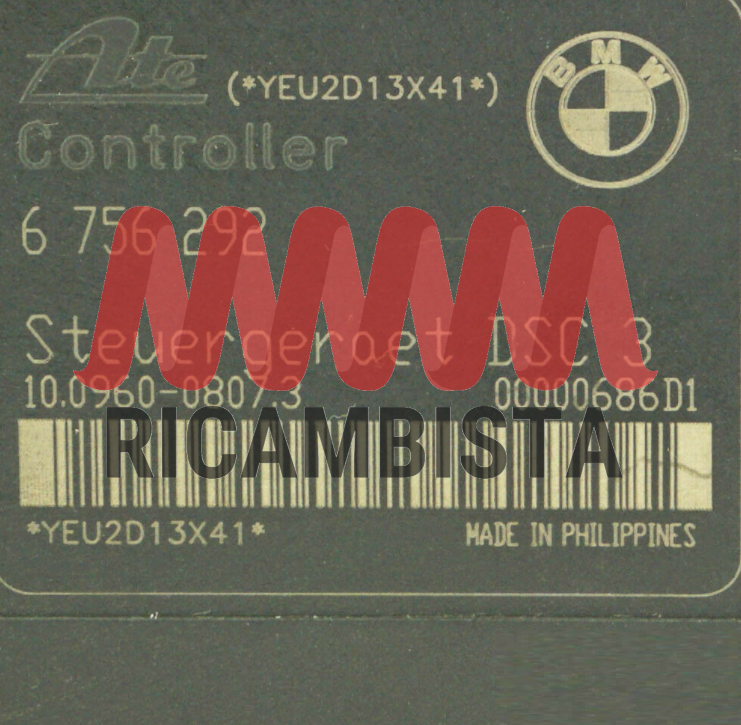 Ate (*YEU2D13X41*) BMW
Controller
6 756 292
Steuergeraet DSC 3
10.0960-0807.3 00000686D1
RICAMBISTA
*YEU2D13X41* MADE IN PHILIPPINES